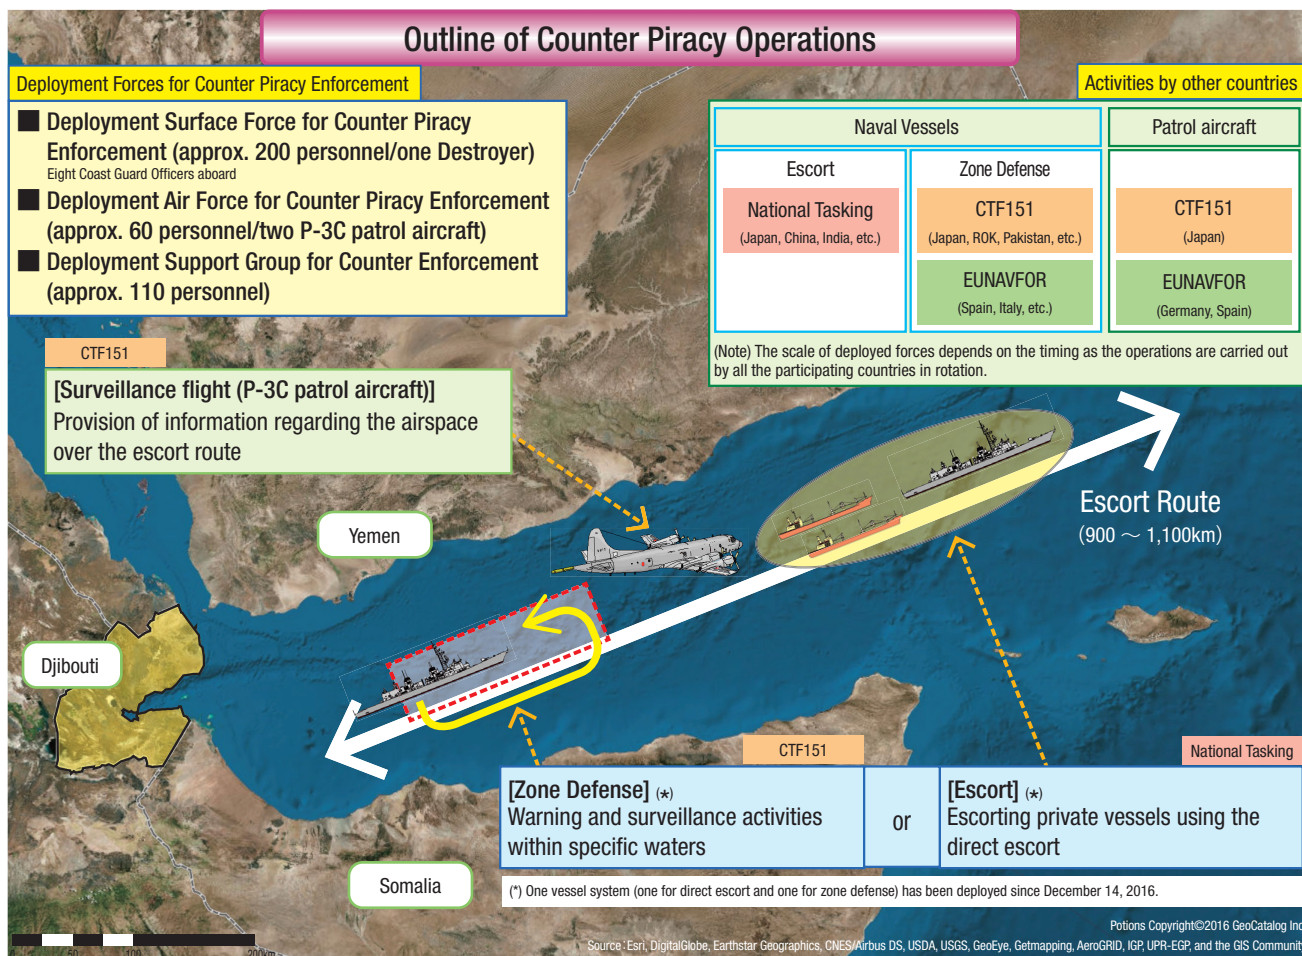 Outline of Counter Piracy Operations
Deployment Forces for Counter Piracy Enforcement
■ Deployment Surface Force for Counter Piracy
Enforcement (approx. 200 personnel/one Destroyer)
Eight Coast Guard Officers aboard
■ Deployment Air Force for Counter Piracy Enforcement
(approx. 60 personnel/two P-3C patrol aircraft)
■ Deployment Support Group for Counter Enforcement
(approx. 110 personnel)
Activities by other countries
Naval Vessels
Patrol aircraft
Escort
Zone Defense
National Tasking
(Japan, China, India, etc.)
CTF151
(Japan, ROK, Pakistan, etc.)
CTF151
(Japan)
EUNAVFOR
(Spain, Italy, etc.)
EUNAVFOR
(Germany, Spain)
(Note) The scale of deployed forces depends on the timing as the operations are carried out
by all the participating countries in rotation.
CTF151
[Surveillance flight (P-3C patrol aircraft)]
Provision of information regarding the airspace
over the escort route
Escort Route
(900 ～ 1,100km)
Yemen
Djibouti
CTF151
National Tasking
[Zone Defense] (*)
Warning and surveillance activities
within specific waters
or
[Escort] (*)
Escorting private vessels using the
direct escort
Somalia
(*) One vessel system (one for direct escort and one for zone defense) has been deployed since December 14, 2016.
Potions Copyright©2016 GeoCatalog Inc
Source：Esri, DigitalGlobe, Earthstar Geographics, CNES/Airbus DS, USDA, USGS, GeoEye, Getmapping, AeroGRID, IGP, UPR-EGP, and the GIS Community
50
200km